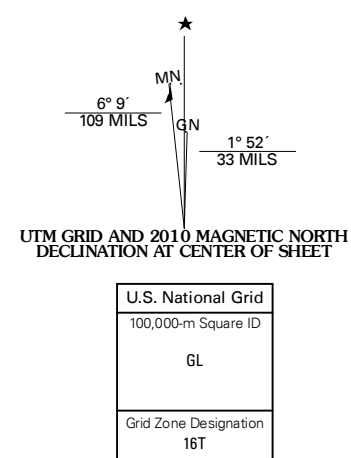 ★
M.N.
6° 9´
109 MILS
GN
1° 52´
33 MILS
UTM GRID AND 2010 MAGNETIC NORTH
DECLINATION AT CENTER OF SHEET
U.S. National Grid
100,000-m Square ID
GL
Grid Zone Designation
16T